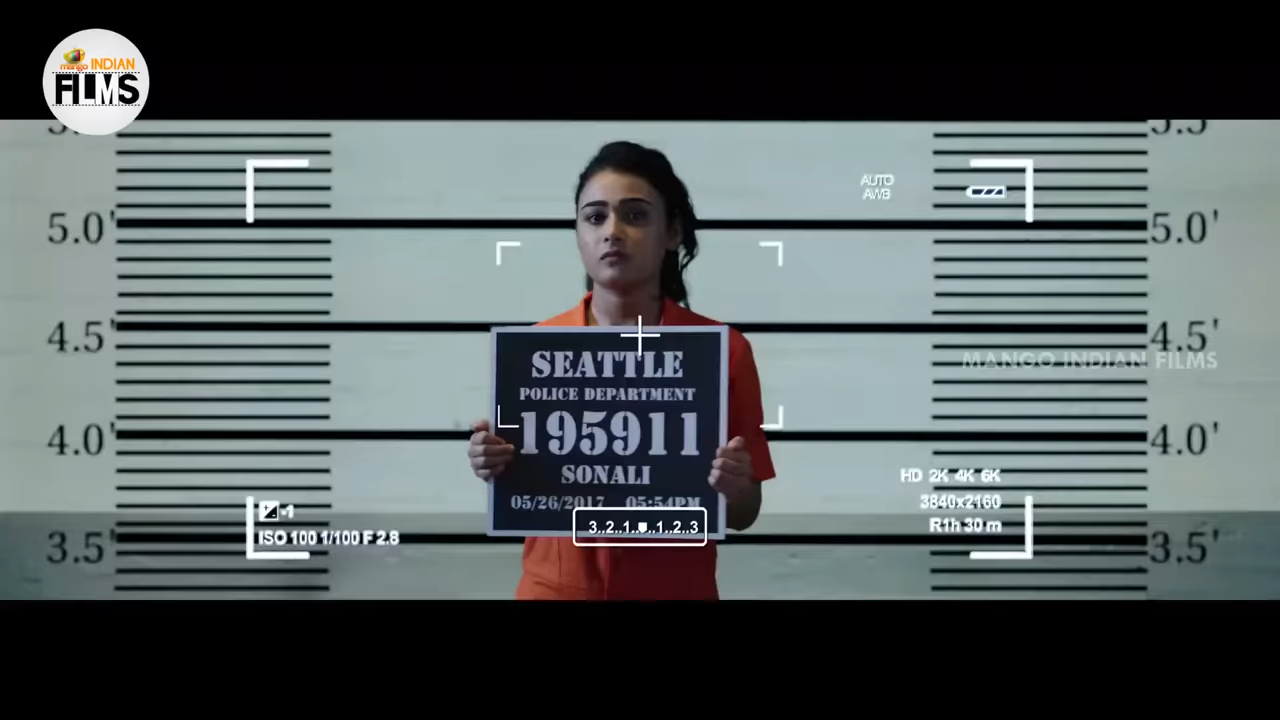 mango INDIAN
FILMS
5.5'
AUTO
AWB
5.0'
5.0'
4.5'
4.5'
MANGO INDIAN FILMS
SEATTLE
POLICE DEPARTMENT
195911
SONALI
05/26/2017 05:54PM
4.0'
4.0'
HD 2K 4K 6K
3840x2160
R1h 30 m
-1
ISO 100 1/100 F 2.8
3..2..1..■..1..2..3
3.5'
3.5'